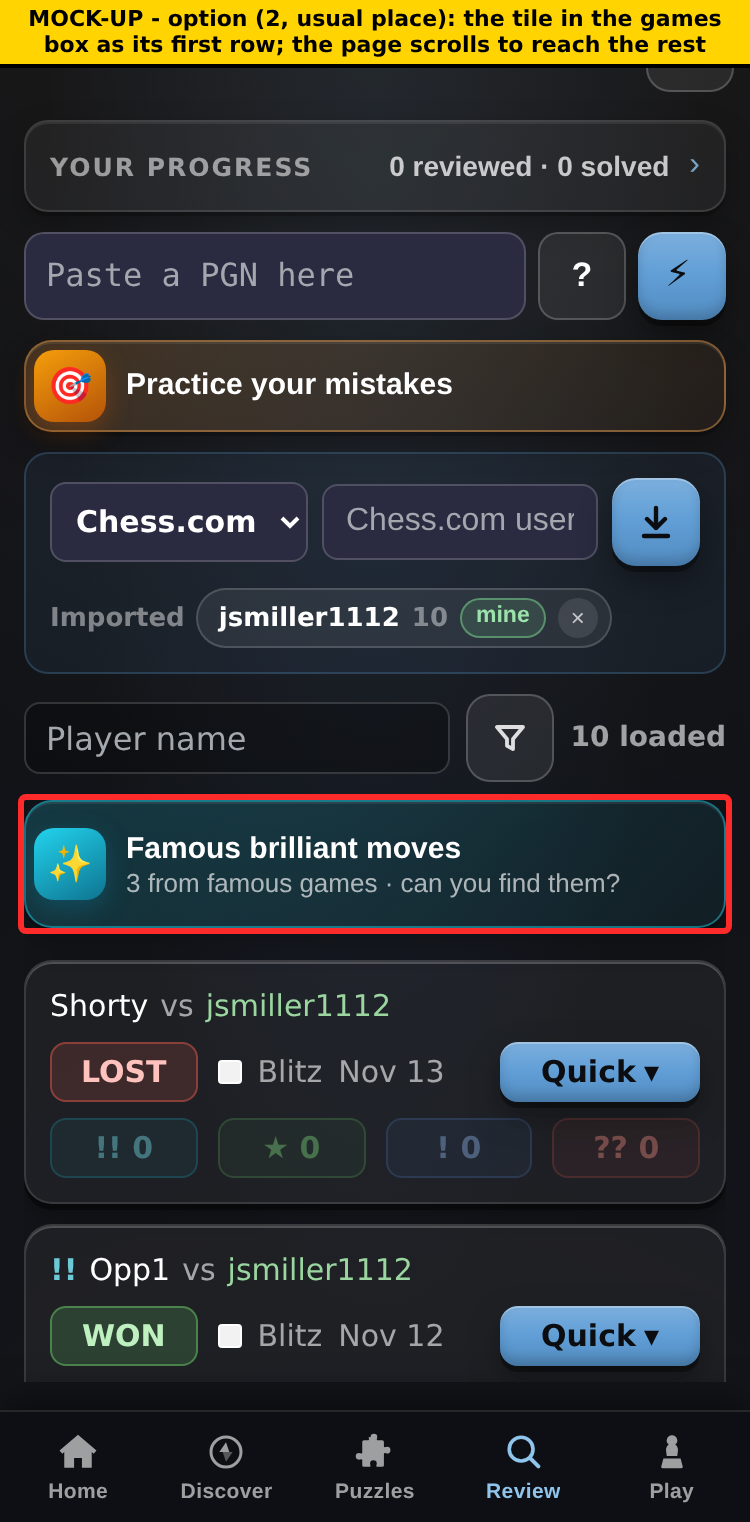 MOCK-UP - option (2, usual place): the tile in the games
box as its first row; the page scrolls to reach the rest
YOUR PROGRESS 0 reviewed · 0 solved ›
Paste a PGN here ? ⚡
Practice your mistakes
Chess.com Chess.com user
Imported jsmiller1112 10 mine ×
Player name 10 loaded
Famous brilliant moves
3 from famous games · can you find them?
Shorty vs jsmiller1112
LOST Blitz Nov 13 Quick ▾
!! 0 ★ 0 ! 0 ?? 0
!! Opp1 vs jsmiller1112
WON Blitz Nov 12 Quick ▾
Home Discover Puzzles Review Play